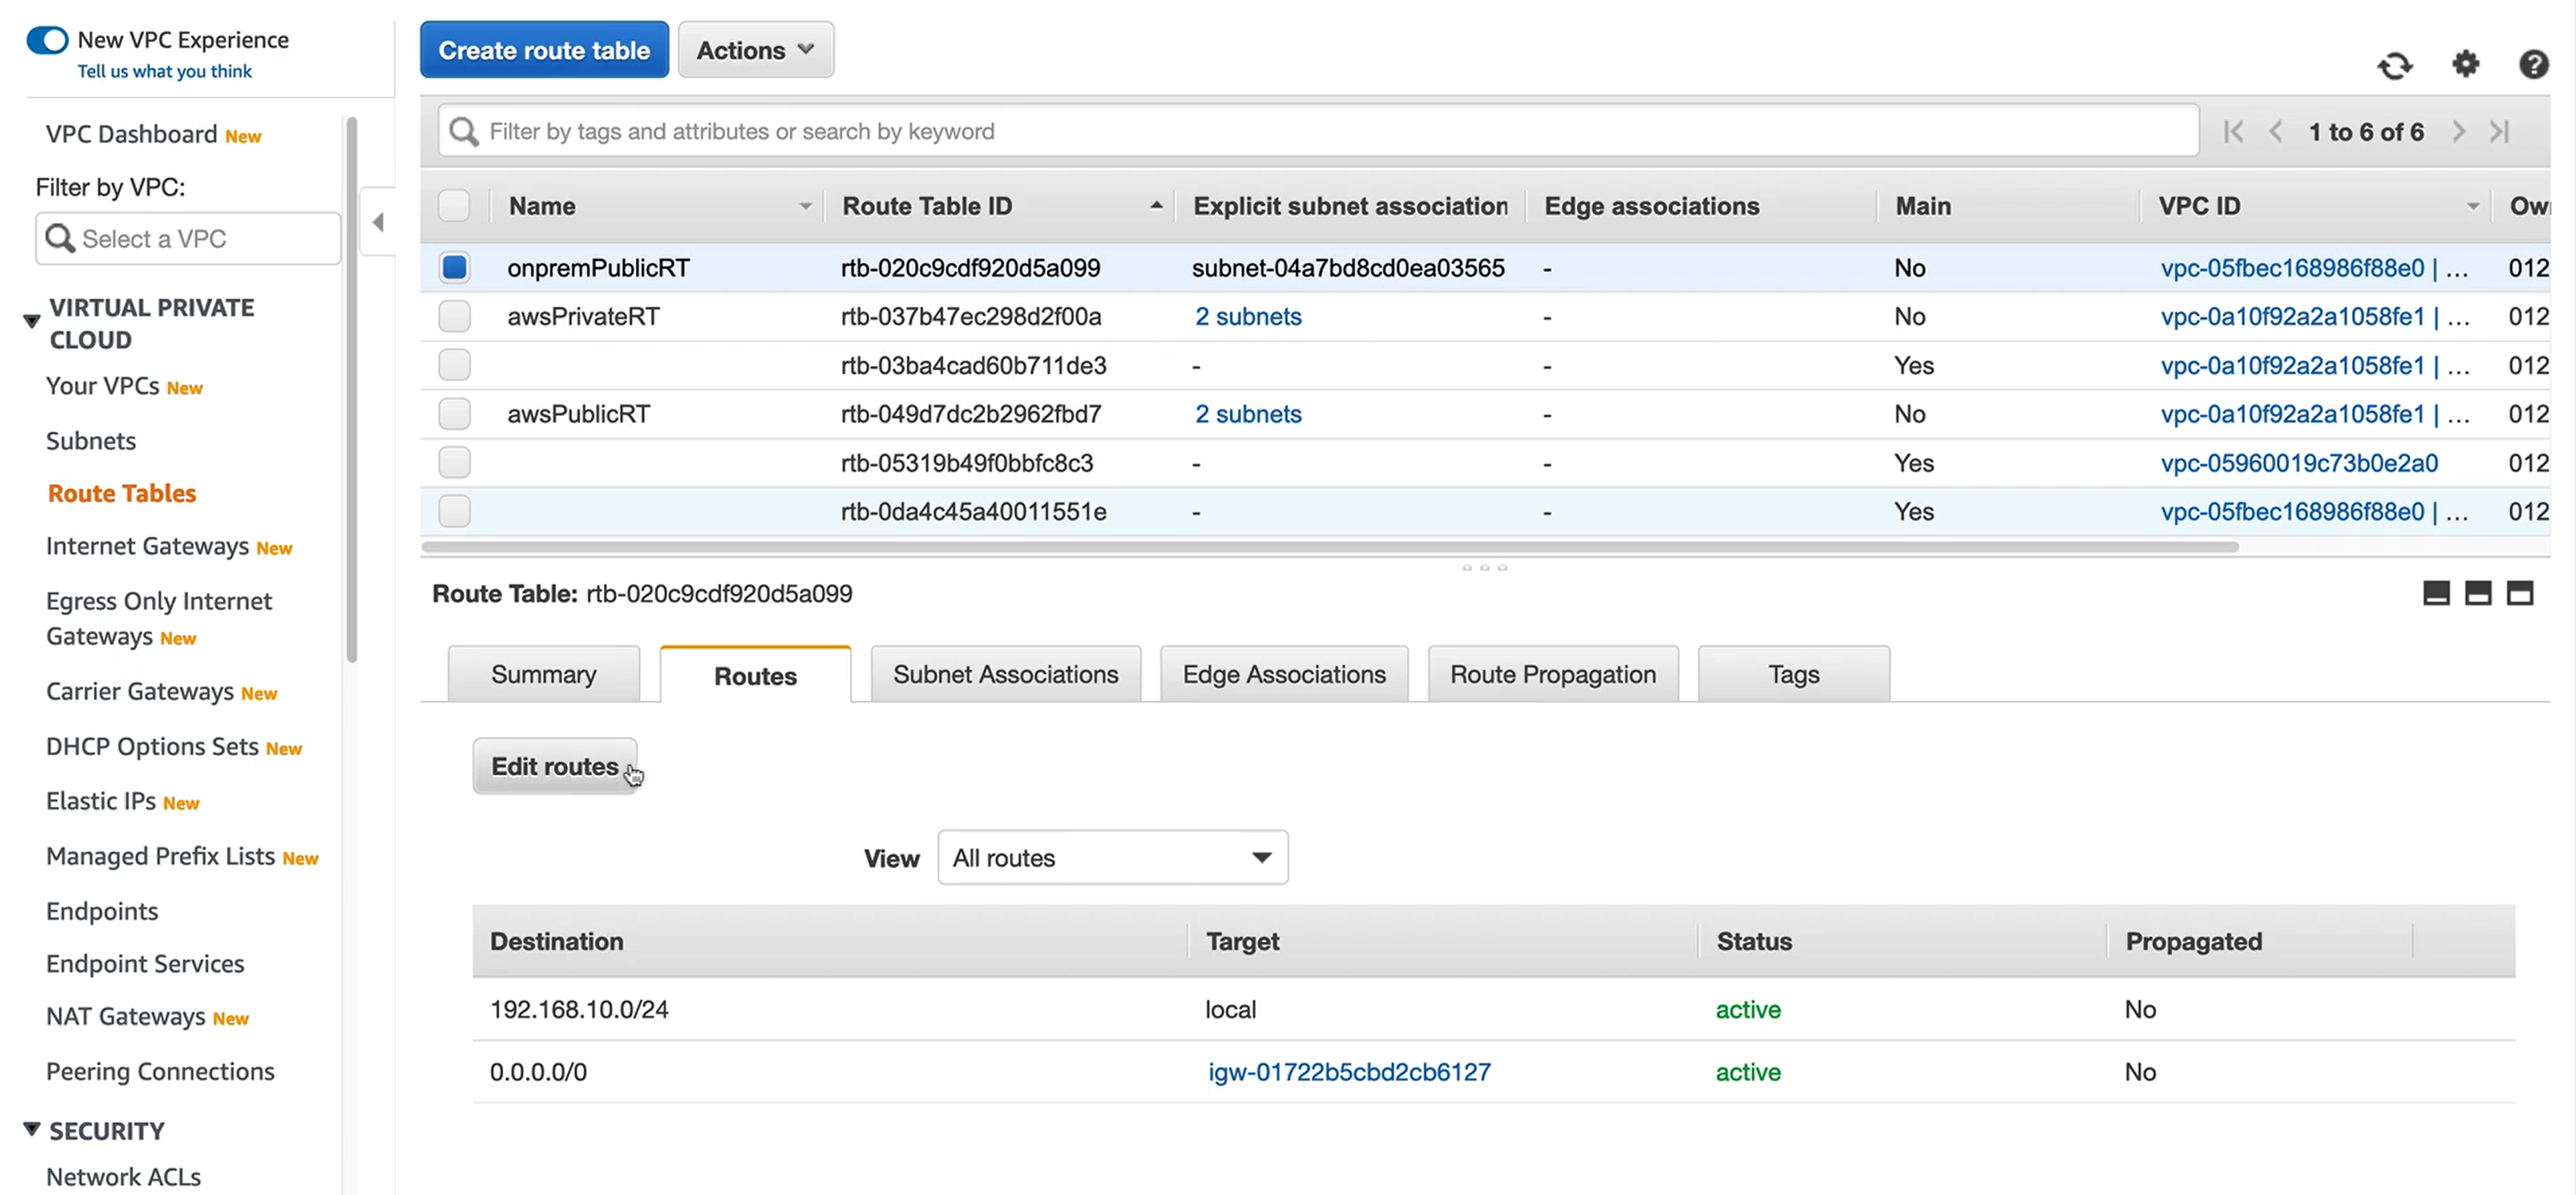 New VPC Experience
Tell us what you think
VPC Dashboard New
Filter by VPC:
Select a VPC
VIRTUAL PRIVATE
CLOUD
Your VPCs New
Subnets
Route Tables
Internet Gateways New
Egress Only Internet
Gateways New
Carrier Gateways New
DHCP Options Sets New
Elastic IPs New
Managed Prefix Lists New
Endpoints
Endpoint Services
NAT Gateways New
Peering Connections
SECURITY
Network ACLs
Create route table Actions
Filter by tags and attributes or search by keyword 1 to 6 of 6
Name Route Table ID Explicit subnet association Edge associations Main VPC ID Ow
onpremPublicRT rtb-020c9cdf920d5a099 subnet-04a7bd8cd0ea03565 - No vpc-05fbec168986f88e0 | ... 012
awsPrivateRT rtb-037b47ec298d2f00a 2 subnets - No vpc-0a10f92a2a1058fe1 | ... 012
rtb-03ba4cad60b711de3 - - Yes vpc-0a10f92a2a1058fe1 | ... 012
awsPublicRT rtb-049d7dc2b2962fbd7 2 subnets - No vpc-0a10f92a2a1058fe1 | ... 012
rtb-05319b49f0bbfc8c3 - - Yes vpc-05960019c73b0e2a0 012
rtb-0da4c45a40011551e - - Yes vpc-05fbec168986f88e0 | ... 012
Route Table: rtb-020c9cdf920d5a099
Summary Routes Subnet Associations Edge Associations Route Propagation Tags
Edit routes
View All routes
Destination Target Status Propagated
192.168.10.0/24 local active No
0.0.0.0/0 igw-01722b5cbd2cb6127 active No